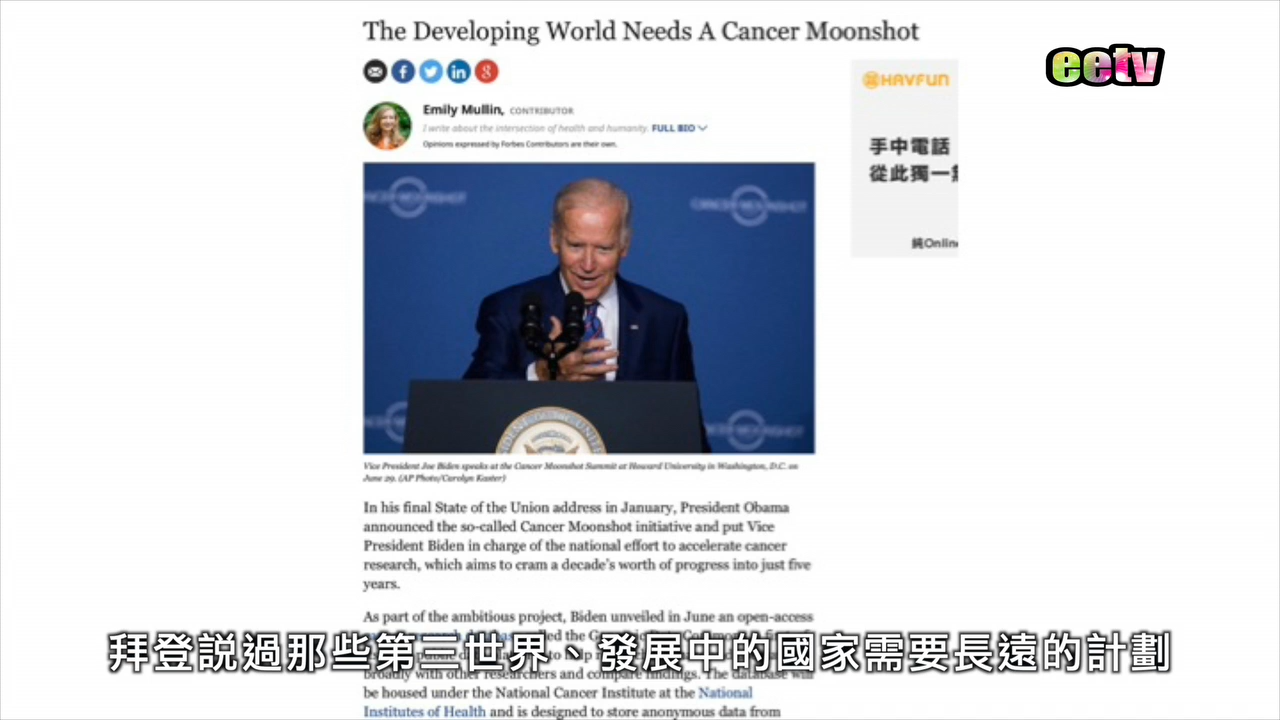 The Developing World Needs A Cancer Moonshot
eetv
HAVFUN
Emily Mullin, CONTRIBUTOR
I write about the intersection of health and humanity. FULL BIO
Opinions expressed by Forbes Contributors are their own.
手中電話
從此獨一
純Onlin
CANCER MOONSHOT
Vice President Joe Biden speaks at the Cancer Moonshot Summit at Howard University in Washington, D.C. on
June 29. (AP Photo/Carolyn Kaster)
In his final State of the Union address in January, President Obama
announced the so-called Cancer Moonshot initiative and put Vice
President Biden in charge of the national effort to accelerate cancer
research, which aims to cram a decade's worth of progress into just five
years.
As part of the ambitious project, Biden unveiled in June an open-access
拜登說過那些第三世界、發展中的國家需要長遠的計劃
broadly with other researchers and compare findings. The database will
be housed under the National Cancer Institute at the National
Institutes of Health and is designed to store anonymous data from